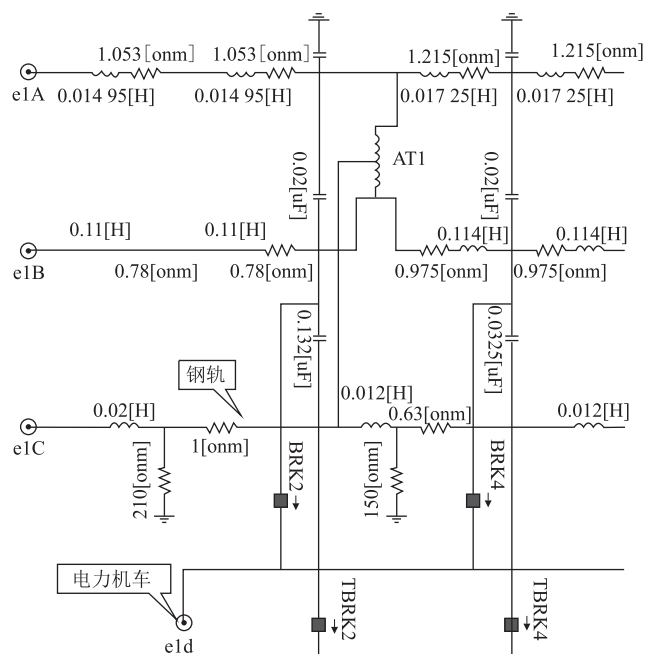 1.053[onm]
1.053[onm]
1.215[onm]
1.215[onm]
e1A
0.014 95[H]
0.014 95[H]
0.017 25[H]
0.017 25[H]
AT1
0.02[uF]
0.02[uF]
0.11[H]
0.11[H]
0.114[H]
0.114[H]
e1B
0.78[onm]
0.78[onm]
0.975[onm]
0.975[onm]
0.132[uF]
0.0325[uF]
钢轨
0.02[H]
0.012[H]
0.63[onm]
0.012[H]
e1C
1[onm]
210[onm]
BRK2
150[onm]
BRK4
电力机车
TBRK2
TBRK4
e1d